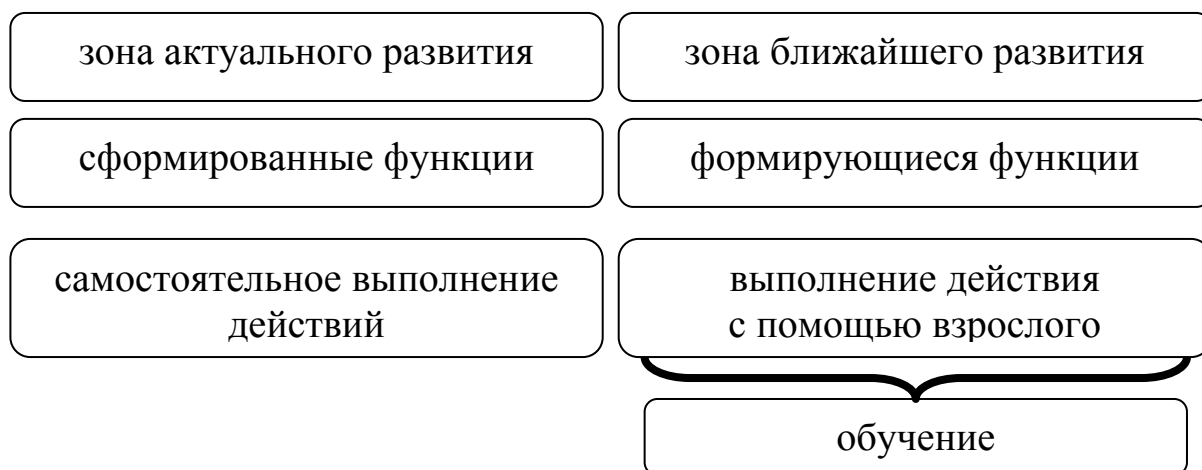 зона актуального развития
зона ближайшего развития
сформированные функции
формирующиеся функции
самостоятельное выполнение
действий
выполнение действия
с помощью взрослого
обучение